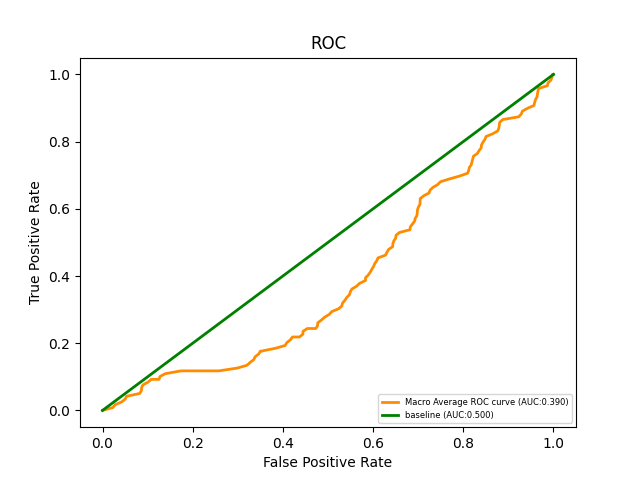 ROC
True Positive Rate
1.0
0.8
0.6
0.4
0.2
0.0
Macro Average ROC curve (AUC:0.390)
baseline (AUC:0.500)
0.0 0.2 0.4 0.6 0.8 1.0
False Positive Rate